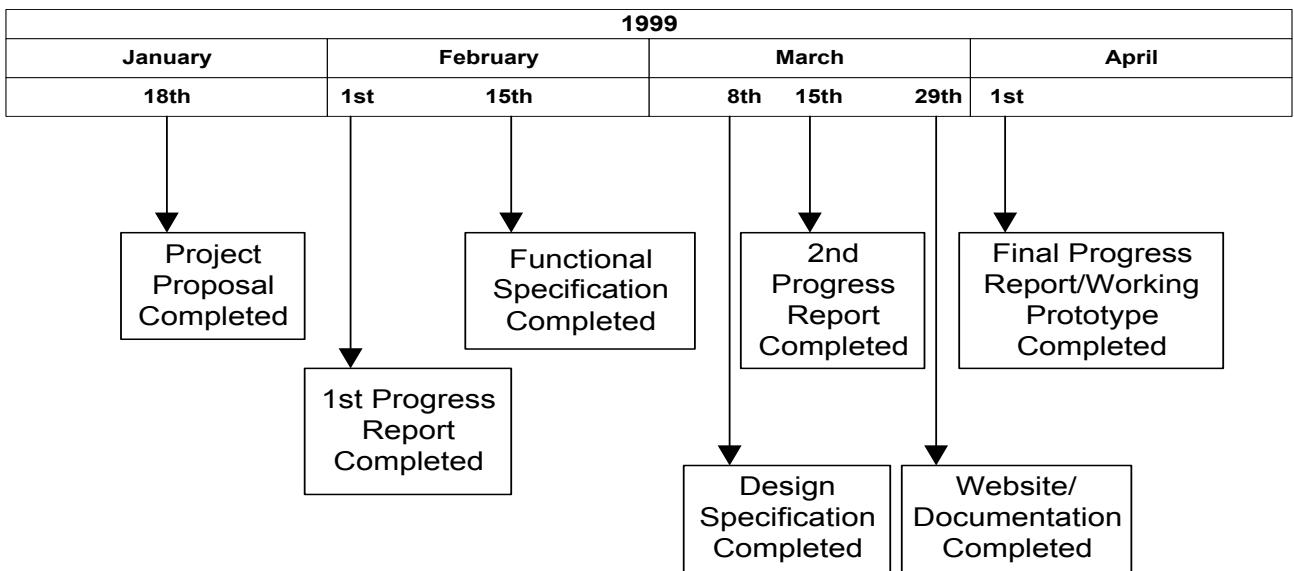 1999
January February March April
18th 1st 15th 8th 15th 29th 1st
Project
Proposal
Completed
1st Progress
Report
Completed
Functional
Specification
Completed
Design
Specification
Completed
2nd
Progress
Report
Completed
Website/
Documentation
Completed
Final Progress
Report/Working
Prototype
Completed